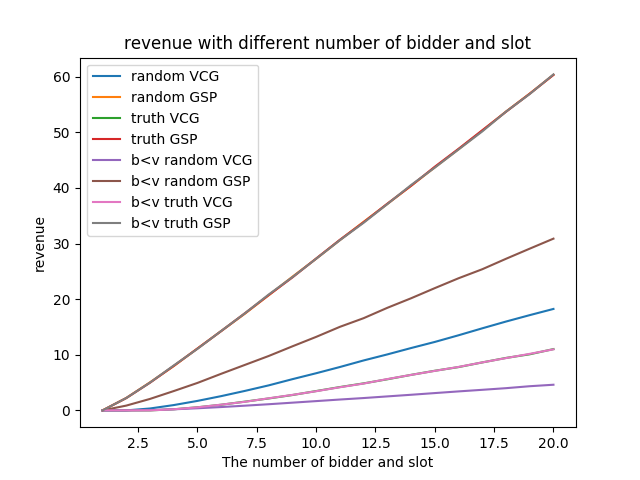 revenue with different number of bidder and slot
random VCG
random GSP
truth VCG
truth GSP
b<v random VCG
b<v random GSP
b<v truth VCG
b<v truth GSP
revenue
60
50
40
30
20
10
0
2.5 5.0 7.5 10.0 12.5 15.0 17.5 20.0
The number of bidder and slot